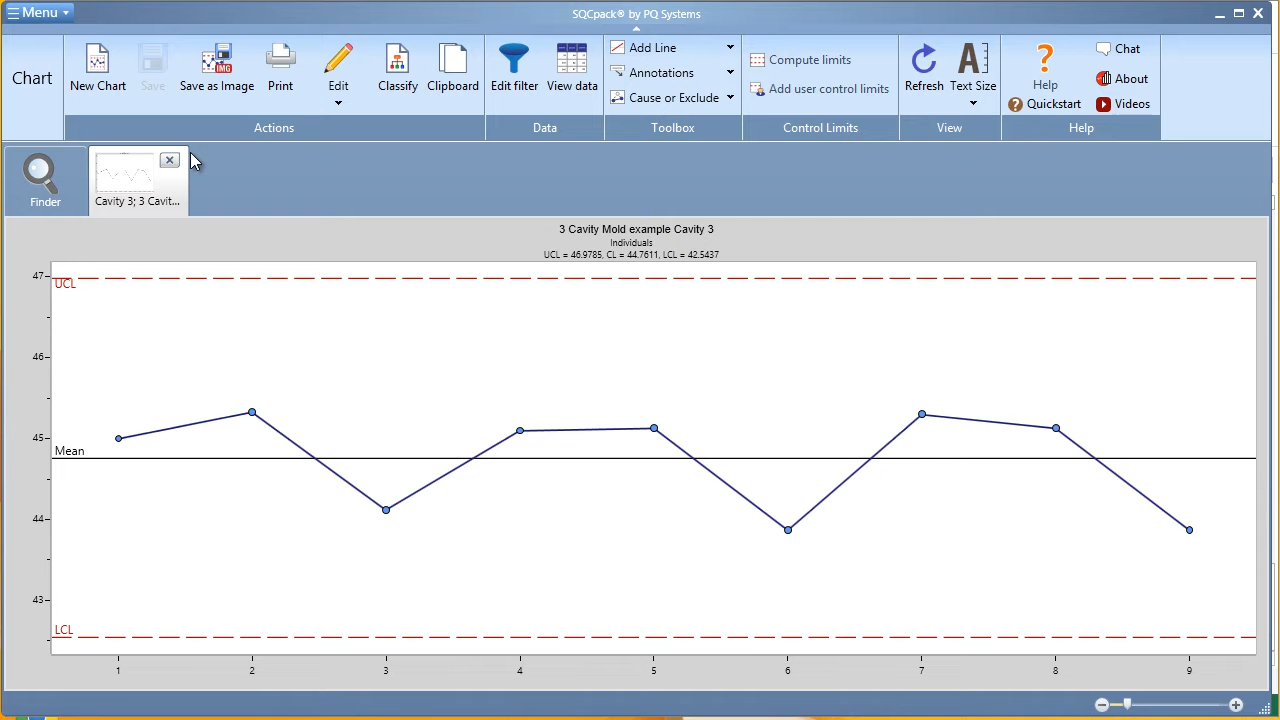 Menu
SQCpack® by PQ Systems
Chart
New Chart
Save
Save as Image
IMG
Print
Edit
Classify
Clipboard
Actions
Edit filter
View data
Data
Add Line
Annotations
Cause or Exclude
Toolbox
Compute limits
Add user control limits
Control Limits
Refresh
Text Size
View
Help
Quickstart
Chat
About
Videos
Help
Finder
Cavity 3; 3 Cavit...
3 Cavity Mold example Cavity 3
Individuals
UCL = 46.9785, CL = 44.7611, LCL = 42.5437
47
UCL
46
45
Mean
44
43
LCL
1 2 3 4 5 6 7 8 9